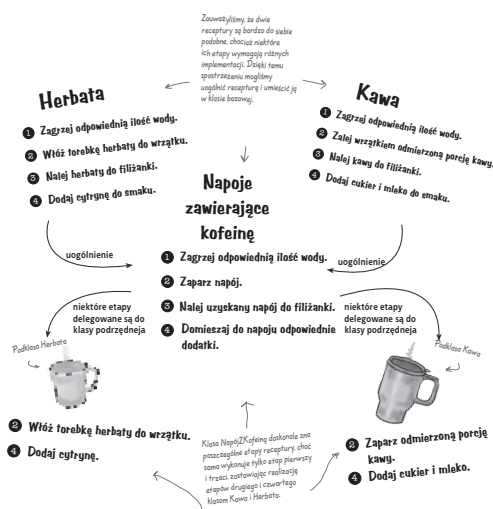 Zauważyliśmy, że dwie
receptury są bardzo do siebie
podobne, chociaż niektóre
ich etapy wymagają różnych
implementacji. Dzięki temu
spostrzeżeniu mogliśmy
uogólnić recepturę i umieścić ją
w klasie bazowej.
Herbata
1 Zagrzej odpowiednią ilość wody.
2 Włóż torebkę herbaty do wrzątku.
3 Nalej herbaty do filiżanki.
4 Dodaj cytrynę do smaku.
Kawa
1 Zagrzej odpowiednią ilość wody.
2 Zalej wrzątkiem odmierzoną porcję kawy.
3 Nalej kawy do filiżanki.
4 Dodaj cukier i mleko do smaku.
Napoje
zawierające
kofeinę
1 Zagrzej odpowiednią ilość wody.
2 Zaparz napój.
3 Nalej uzyskany napój do filiżanki.
4 Domieszaj do napoju odpowiednie
dodatki.
uogólnienie
uogólnienie
niektóre etapy
delegowane są do
klasy podrzędneja
niektóre etapy
delegowane są do
klasy podrzędneja
Podklasa Herbata
Podklasa Kawa
2 Włóż torebkę herbaty do wrzątku.
4 Dodaj cytrynę.
Klasa NapójZKofeiną doskonale zna
poszczególne etapy receptury, choć
sama wykonuje tylko etap pierwszy
i trzeci, zostawiając realizację
etapów drugiego i czwartego
klasom Kawa i Herbata.
2 Zaparz odmierzoną porcję
kawy.
4 Dodaj cukier i mleko.